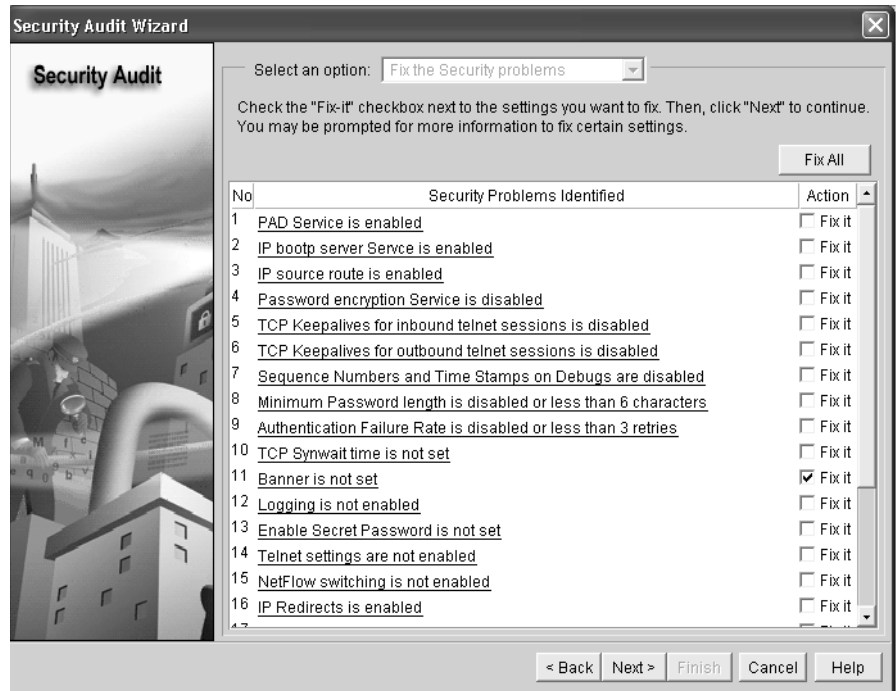 Security Audit Wizard
Security Audit
Select an option: Fix the Security problems
Check the "Fix-it" checkbox next to the settings you want to fix. Then, click "Next" to continue.
You may be prompted for more information to fix certain settings.
Fix All
No Security Problems Identified Action
1 PAD Service is enabled Fix it
2 IP bootp server Servce is enabled Fix it
3 IP source route is enabled Fix it
4 Password encryption Service is disabled Fix it
5 TCP Keepalives for inbound telnet sessions is disabled Fix it
6 TCP Keepalives for outbound telnet sessions is disabled Fix it
7 Sequence Numbers and Time Stamps on Debugs are disabled Fix it
8 Minimum Password length is disabled or less than 6 characters Fix it
9 Authentication Failure Rate is disabled or less than 3 retries Fix it
10 TCP Synwait time is not set Fix it
11 Banner is not set Fix it
12 Logging is not enabled Fix it
13 Enable Secret Password is not set Fix it
14 Telnet settings are not enabled Fix it
15 NetFlow switching is not enabled Fix it
16 IP Redirects is enabled Fix it
< Back Next > Finish Cancel Help